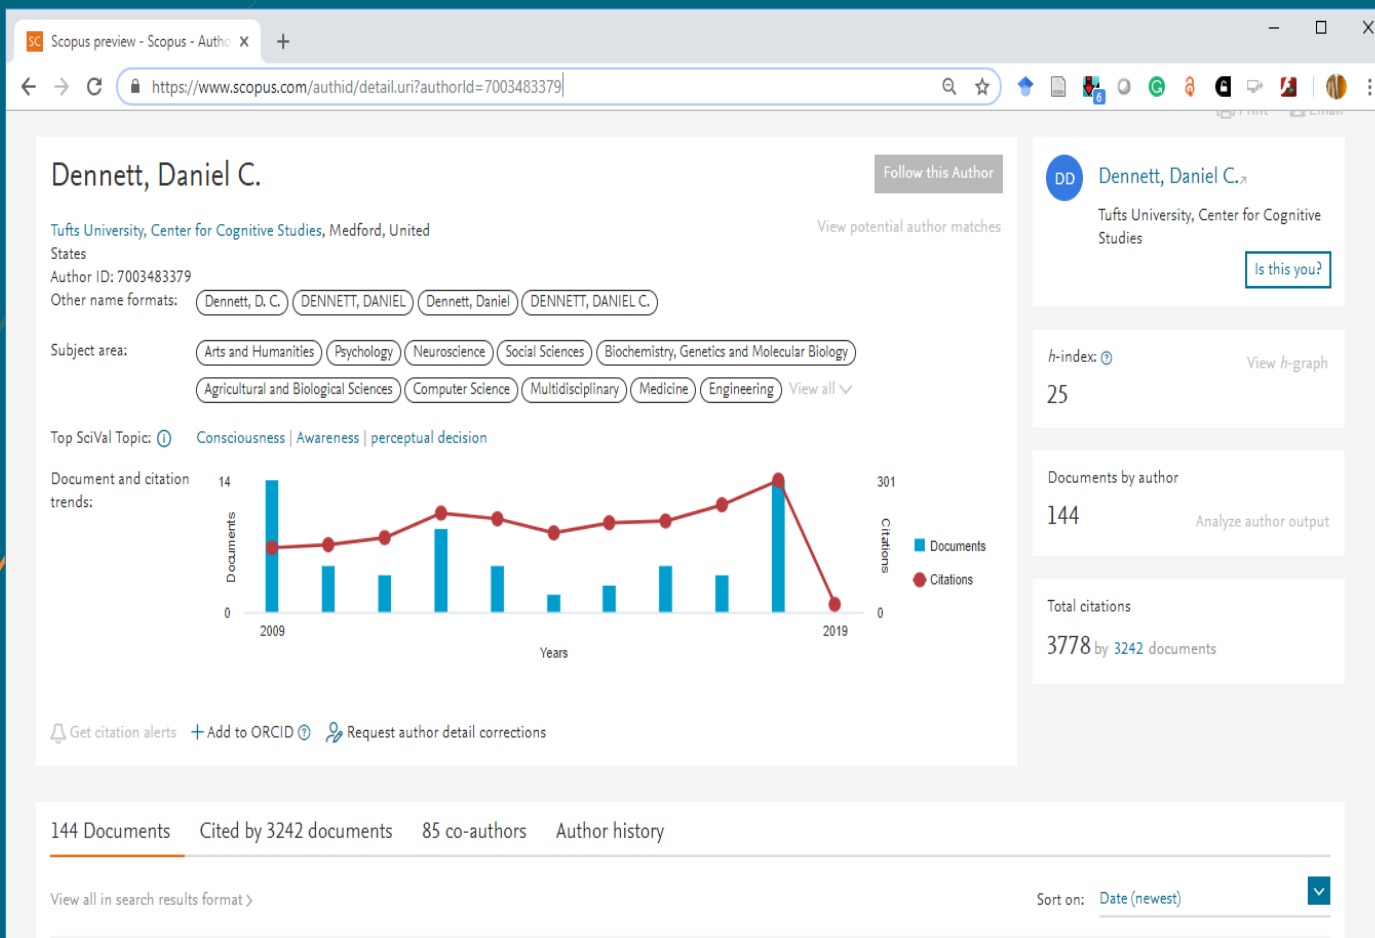 Scopus preview - Scopus - Autho
https://www.scopus.com/authid/detail.uri?authorId=7003483379
6
Print Email
Dennett, Daniel C.
Follow this Author
Tufts University, Center for Cognitive Studies, Medford, United
States
View potential author matches
Author ID: 7003483379
Other name formats: Dennett, D. C. DENNETT, DANIEL Dennett, Daniel DENNETT, DANIEL C.
Subject area: Arts and Humanities Psychology Neuroscience Social Sciences Biochemistry, Genetics and Molecular Biology
Agricultural and Biological Sciences Computer Science Multidisciplinary Medicine Engineering View all
Top SciVal Topic: Consciousness | Awareness | perceptual decision
Document and citation
trends:
14
Documents
0
2009
Years
2019
301
Citations
0
Documents
Citations
Get citation alerts + Add to ORCID Request author detail corrections
DD
Dennett, Daniel C.
Tufts University, Center for Cognitive
Studies
Is this you?
h-index:
View h-graph
25
Documents by author
144
Analyze author output
Total citations
3778 by 3242 documents
144 Documents Cited by 3242 documents 85 co-authors Author history
View all in search results format >
Sort on: Date (newest)